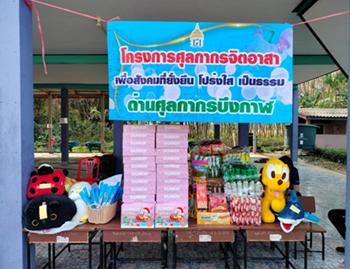 โครงการศุลกากรจิตอาสา
เพื่อสังคมที่ยั่งยืน โปร่งใส เป็นธรรม
ด่านศุลกากรบึงกาฬ